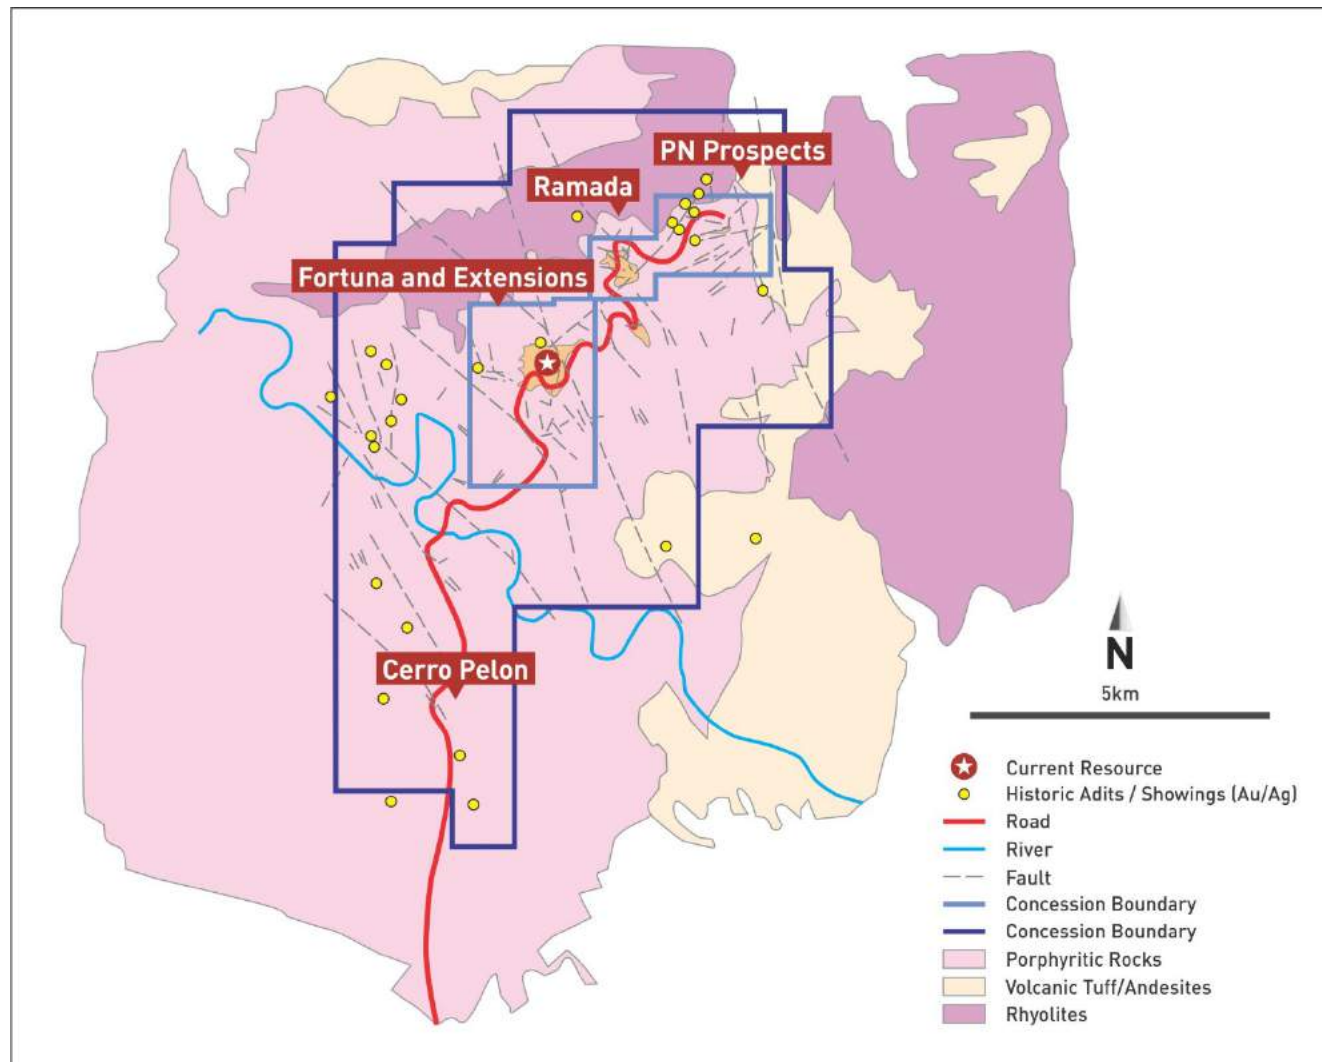 PN Prospects
Ramada
Fortuna and Extensions
Cerro Pelon
N
5km
Current Resource
Historic Adits / Showings (Au/Ag)
Road
River
Fault
Concession Boundary
Concession Boundary
Porphyritic Rocks
Volcanic Tuff/Andesites
Rhyolites